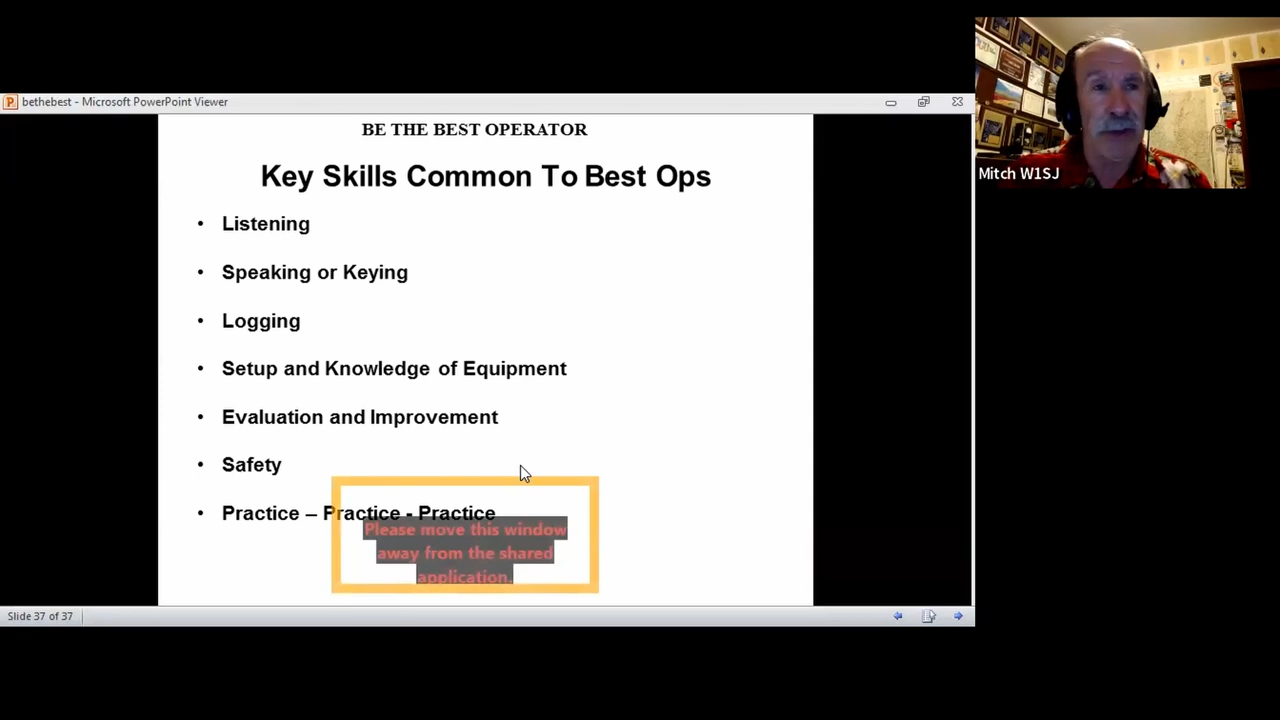 bethebest - Microsoft PowerPoint Viewer
BE THE BEST OPERATOR
Key Skills Common To Best Ops
• Listening
• Speaking or Keying
• Logging
• Setup and Knowledge of Equipment
• Evaluation and Improvement
• Safety
• Practice – Practice - Practice
Please move this window
away from the shared
application.
Slide 37 of 37
Mitch W1SJ